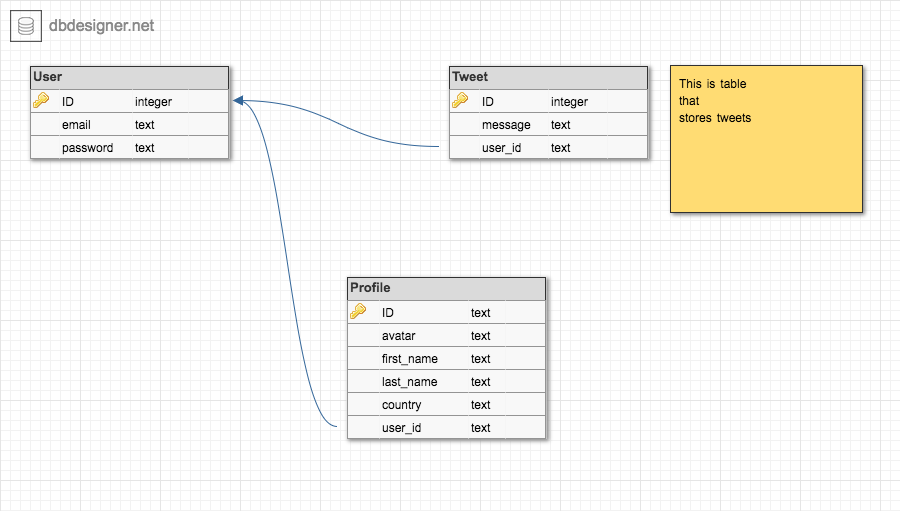 dbdesigner.net
User
ID integer
email text
password text
Tweet
ID integer
message text
user_id text
This is table
that
stores tweets
Profile
ID text
avatar text
first_name text
last_name text
country text
user_id text